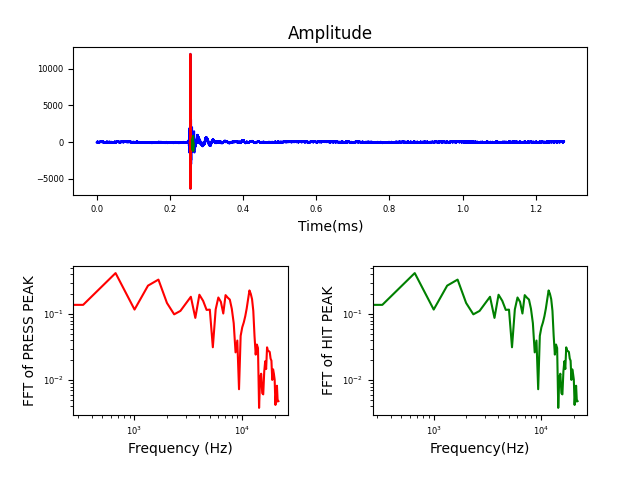 Amplitude
10000
5000
0
−5000
0.0 0.2 0.4 0.6 0.8 1.0 1.2
Time(ms)
FFT of PRESS PEAK
10⁻¹
10⁻²
10³ 10⁴
Frequency (Hz)
FFT of HIT PEAK
10⁻¹
10⁻²
10³ 10⁴
Frequency(Hz)